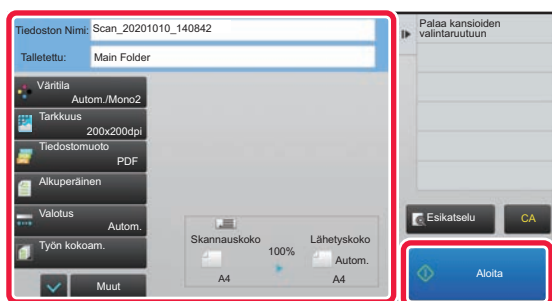 Tiedoston Nimi: Scan_20201010_140842
Talletettu: Main Folder
Väritila
Autom./Mono2
Tarkkuus
200x200dpi
Tiedostomuoto
PDF
Alkuperäinen
Valotus
Autom.
Työn kokoam.
Muut
Skannauskoko
100%
Lähetyskoko
Autom.
A4
A4
Palaa kansioiden
valintaruutuun
Esikatselu
CA
Aloita